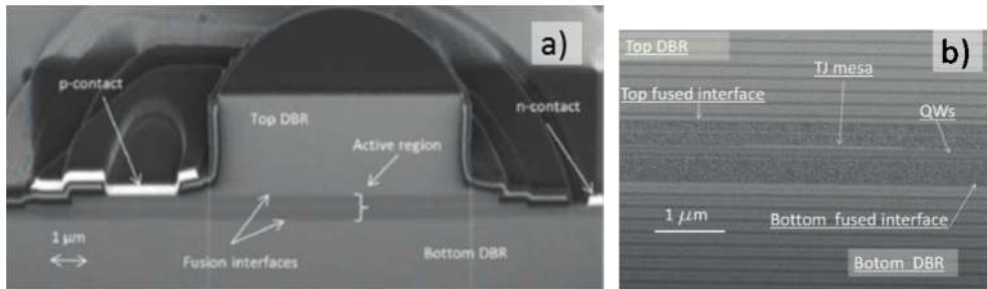 a)
p-contact
n-contact
Top DBR
Active region
1 µm
Fusion interfaces
Bottom DBR
b)
Top DBR
TJ mesa
Top fused interface
QWs
1 µm
Bottom fused interface
Botom DBR